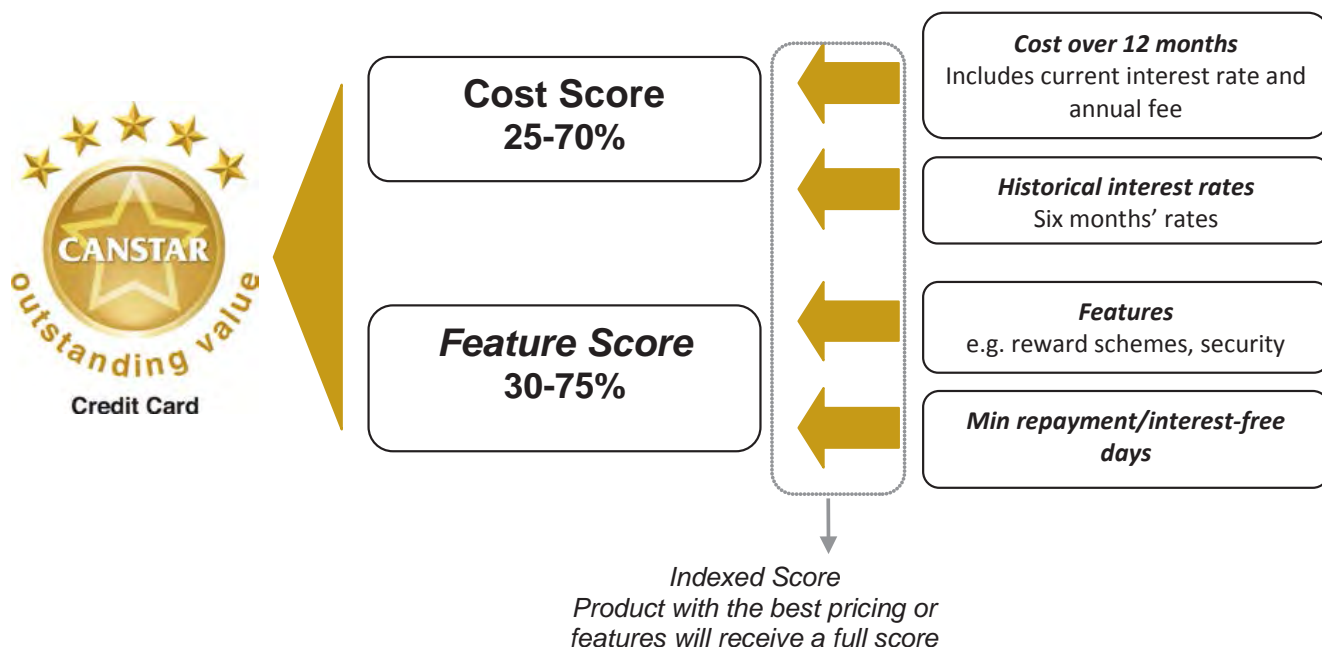 CANSTAR
outstanding value
Credit Card
Cost Score
25-70%
Feature Score
30-75%
Cost over 12 months
Includes current interest rate and
annual fee
Historical interest rates
Six months’ rates
Features
e.g. reward schemes, security
Min repayment/interest-free
days
Indexed Score
Product with the best pricing or
features will receive a full score